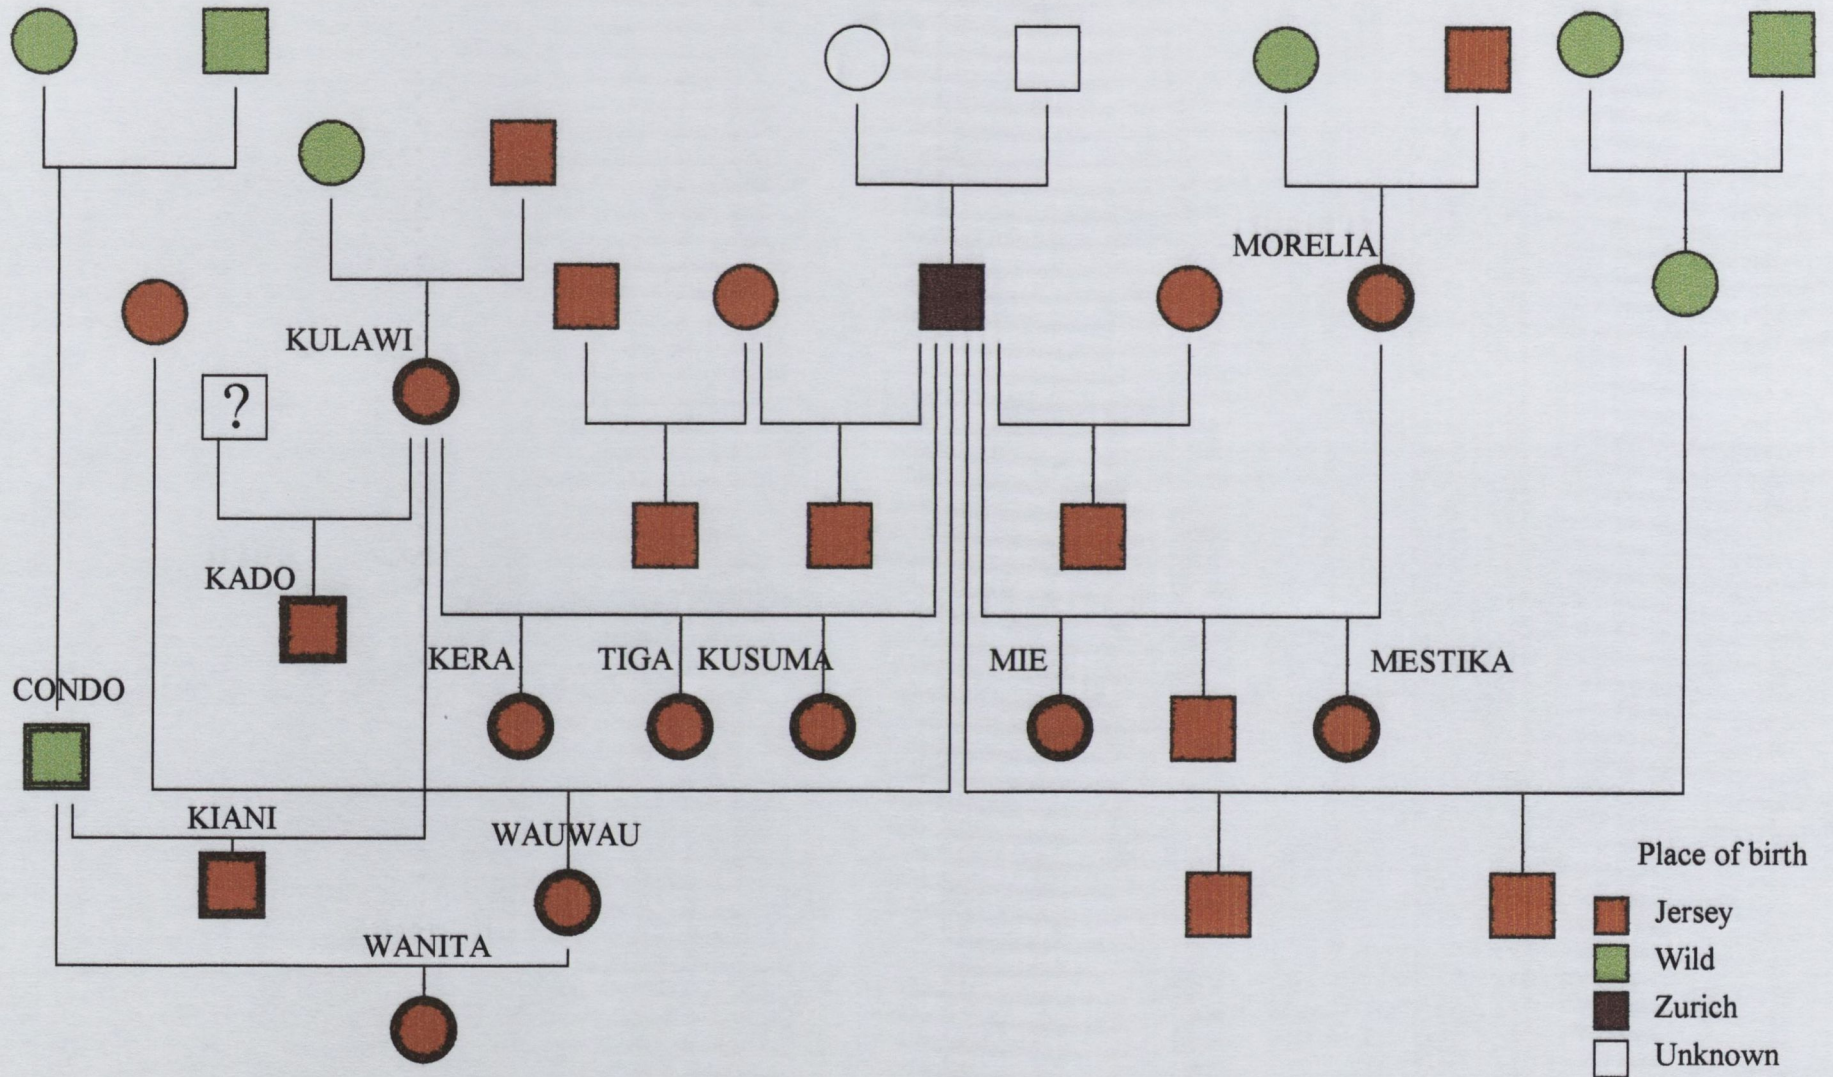 MORELIA
KULAWI
?
KADO
KERA
TIGA
KUSUMA
MIE
MESTIKA
CONDO
KIANI
WAUWAU
WANITA
Place of birth
Jersey
Wild
Zurich
Unknown